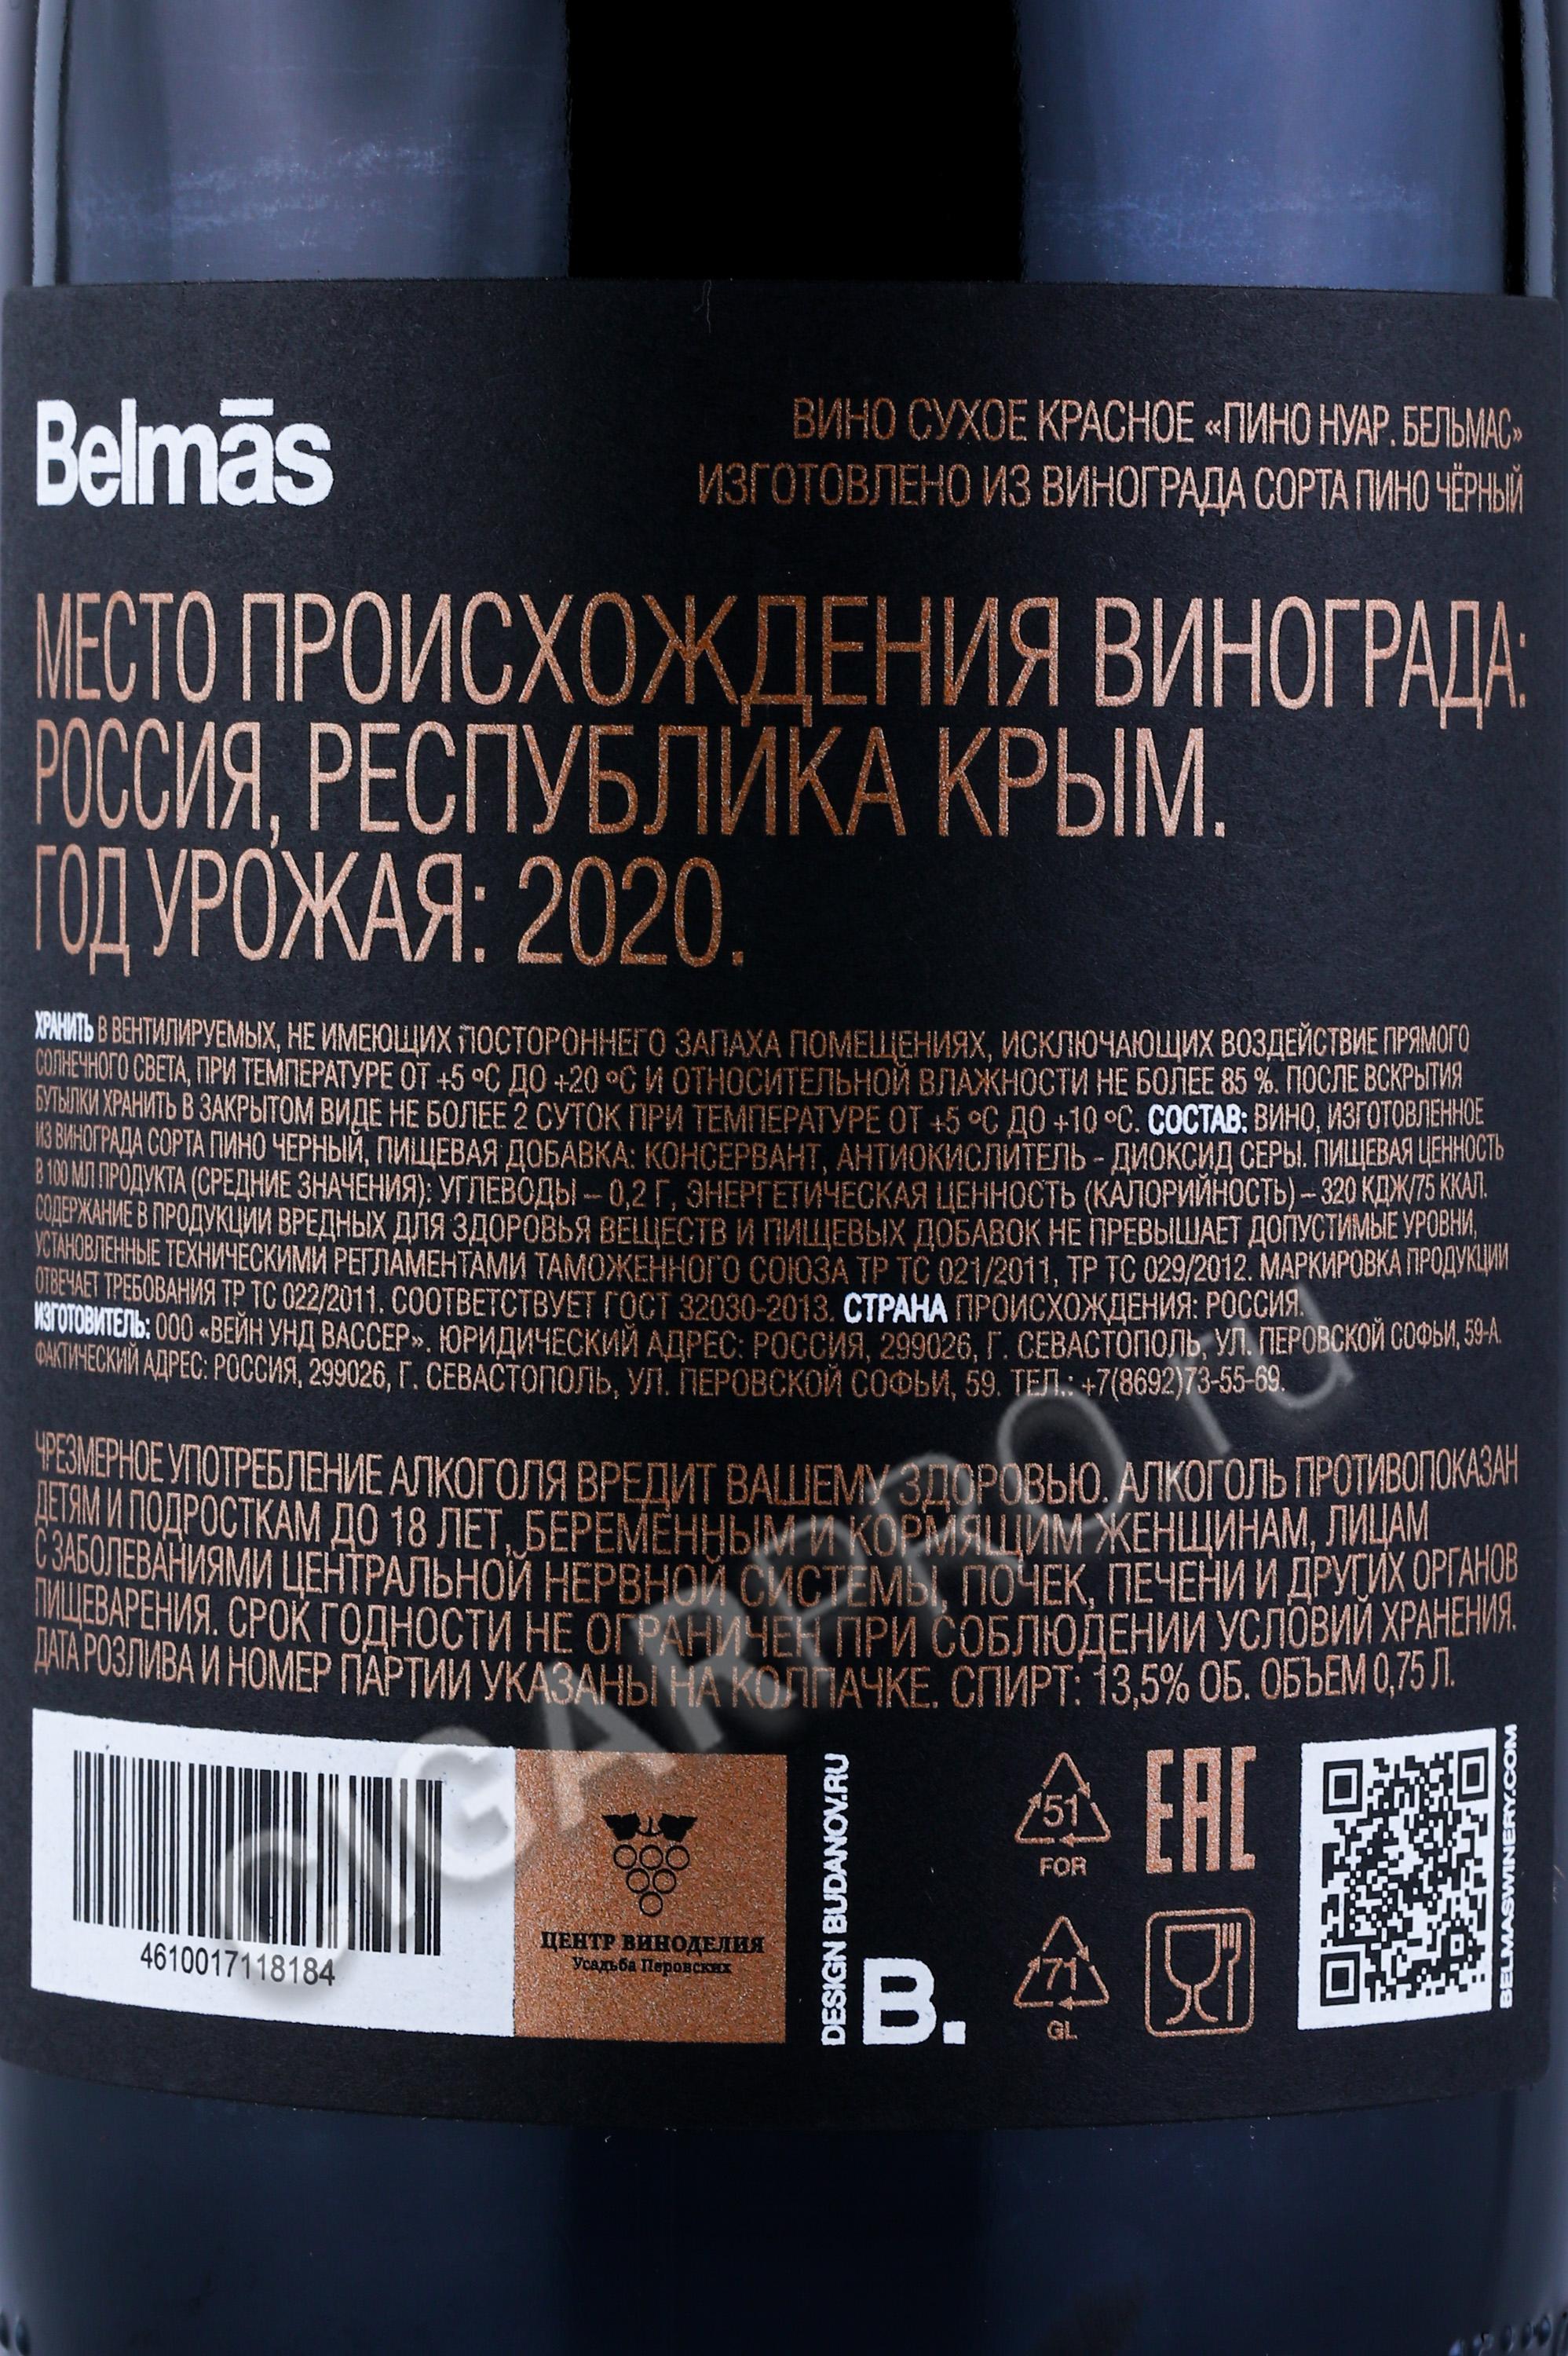 Belmās
ВИНО СУХОЕ КРАСНОЕ «ПИНО НУАР. БЕЛЬМАС»
ИЗГОТОВЛЕНО ИЗ ВИНОГРАДА СОРТА ПИНО ЧЁРНЫЙ
МЕСТО ПРОИСХОЖДЕНИЯ ВИНОГРАДА:
РОССИЯ, РЕСПУБЛИКА КРЫМ.
ГОД УРОЖАЯ: 2020.
ХРАНИТЬ В ВЕНТИЛИРУЕМЫХ, НЕ ИМЕЮЩИХ ПОСТОРОННЕГО ЗАПАХА ПОМЕЩЕНИЯХ, ИСКЛЮЧАЮЩИХ ВОЗДЕЙСТВИЕ ПРЯМОГО
СОЛНЕЧНОГО СВЕТА, ПРИ ТЕМПЕРАТУРЕ ОТ +5 ºС ДО +20 ºС И ОТНОСИТЕЛЬНОЙ ВЛАЖНОСТИ НЕ БОЛЕЕ 85 %. ПОСЛЕ ВСКРЫТИЯ
БУТЫЛКИ ХРАНИТЬ В ЗАКРЫТОМ ВИДЕ НЕ БОЛЕЕ 2 СУТОК ПРИ ТЕМПЕРАТУРЕ ОТ +5 ºС ДО +10 ºС. СОСТАВ: ВИНО, ИЗГОТОВЛЕННОЕ
ИЗ ВИНОГРАДА СОРТА ПИНО ЧЕРНЫЙ, ПИЩЕВАЯ ДОБАВКА: КОНСЕРВАНТ, АНТИОКИСЛИТЕЛЬ - ДИОКСИД СЕРЫ. ПИЩЕВАЯ ЦЕННОСТЬ
В 100 МЛ ПРОДУКТА (СРЕДНИЕ ЗНАЧЕНИЯ): УГЛЕВОДЫ – 0,2 Г, ЭНЕРГЕТИЧЕСКАЯ ЦЕННОСТЬ (КАЛОРИЙНОСТЬ) – 320 КДЖ/75 ККАЛ.
СОДЕРЖАНИЕ В ПРОДУКЦИИ ВРЕДНЫХ ДЛЯ ЗДОРОВЬЯ ВЕЩЕСТВ И ПИЩЕВЫХ ДОБАВОК НЕ ПРЕВЫШАЕТ ДОПУСТИМЫЕ УРОВНИ,
УСТАНОВЛЕННЫЕ ТЕХНИЧЕСКИМИ РЕГЛАМЕНТАМИ ТАМОЖЕННОГО СОЮЗА ТР ТС 021/2011, ТР ТС 029/2012. МАРКИРОВКА ПРОДУКЦИИ
ОТВЕЧАЕТ ТРЕБОВАНИЯ ТР ТС 022/2011. СООТВЕТСТВУЕТ ГОСТ 32030-2013. СТРАНА ПРОИСХОЖДЕНИЯ: РОССИЯ.
ИЗГОТОВИТЕЛЬ: ООО «ВЕЙН УНД ВАССЕР». ЮРИДИЧЕСКИЙ АДРЕС: РОССИЯ, 299026, Г. СЕВАСТОПОЛЬ, УЛ. ПЕРОВСКОЙ СОФЬИ, 59-А.
ФАКТИЧЕСКИЙ АДРЕС: РОССИЯ, 299026, Г. СЕВАСТОПОЛЬ, УЛ. ПЕРОВСКОЙ СОФЬИ, 59. ТЕЛ.: +7(8692)73-55-69.
ЧРЕЗМЕРНОЕ УПОТРЕБЛЕНИЕ АЛКОГОЛЯ ВРЕДИТ ВАШЕМУ ЗДОРОВЬЮ. АЛКОГОЛЬ ПРОТИВОПОКАЗАН
ДЕТЯМ И ПОДРОСТКАМ ДО 18 ЛЕТ, БЕРЕМЕННЫМ И КОРМЯЩИМ ЖЕНЩИНАМ, ЛИЦАМ
С ЗАБОЛЕВАНИЯМИ ЦЕНТРАЛЬНОЙ НЕРВНОЙ СИСТЕМЫ, ПОЧЕК, ПЕЧЕНИ И ДРУГИХ ОРГАНОВ
ПИЩЕВАРЕНИЯ. СРОК ГОДНОСТИ НЕ ОГРАНИЧЕН ПРИ СОБЛЮДЕНИИ УСЛОВИЙ ХРАНЕНИЯ.
ДАТА РОЗЛИВА И НОМЕР ПАРТИИ УКАЗАНЫ НА КОЛПАЧКЕ. СПИРТ: 13,5% ОБ. ОБЪЕМ 0,75 Л.
CIGARPRO.ru
4610017118184
ЦЕНТР ВИНОДЕЛИЯ
Усадьба Перовских
DESIGN BUDANOV.RU
B.
51
FOR
71
GL
EAC
BELMASWINERY.COM